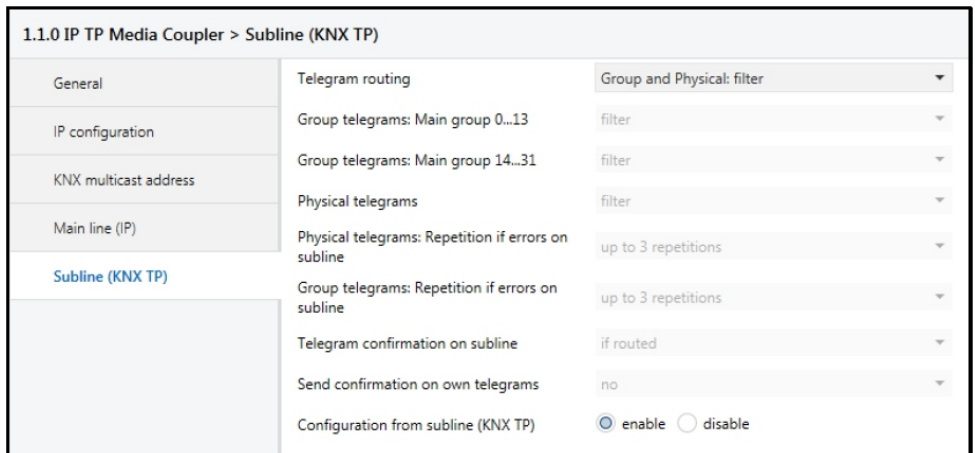 1.1.0 IP TP Media Coupler > Subline (KNX TP)
General
IP configuration
KNX multicast address
Main line (IP)
Subline (KNX TP)
Telegram routing Group and Physical: filter
Group telegrams: Main group 0...13 filter
Group telegrams: Main group 14...31 filter
Physical telegrams filter
Physical telegrams: Repetition if errors on
subline up to 3 repetitions
Group telegrams: Repetition if errors on
subline up to 3 repetitions
Telegram confirmation on subline if routed
Send confirmation on own telegrams no
Configuration from subline (KNX TP) enable disable